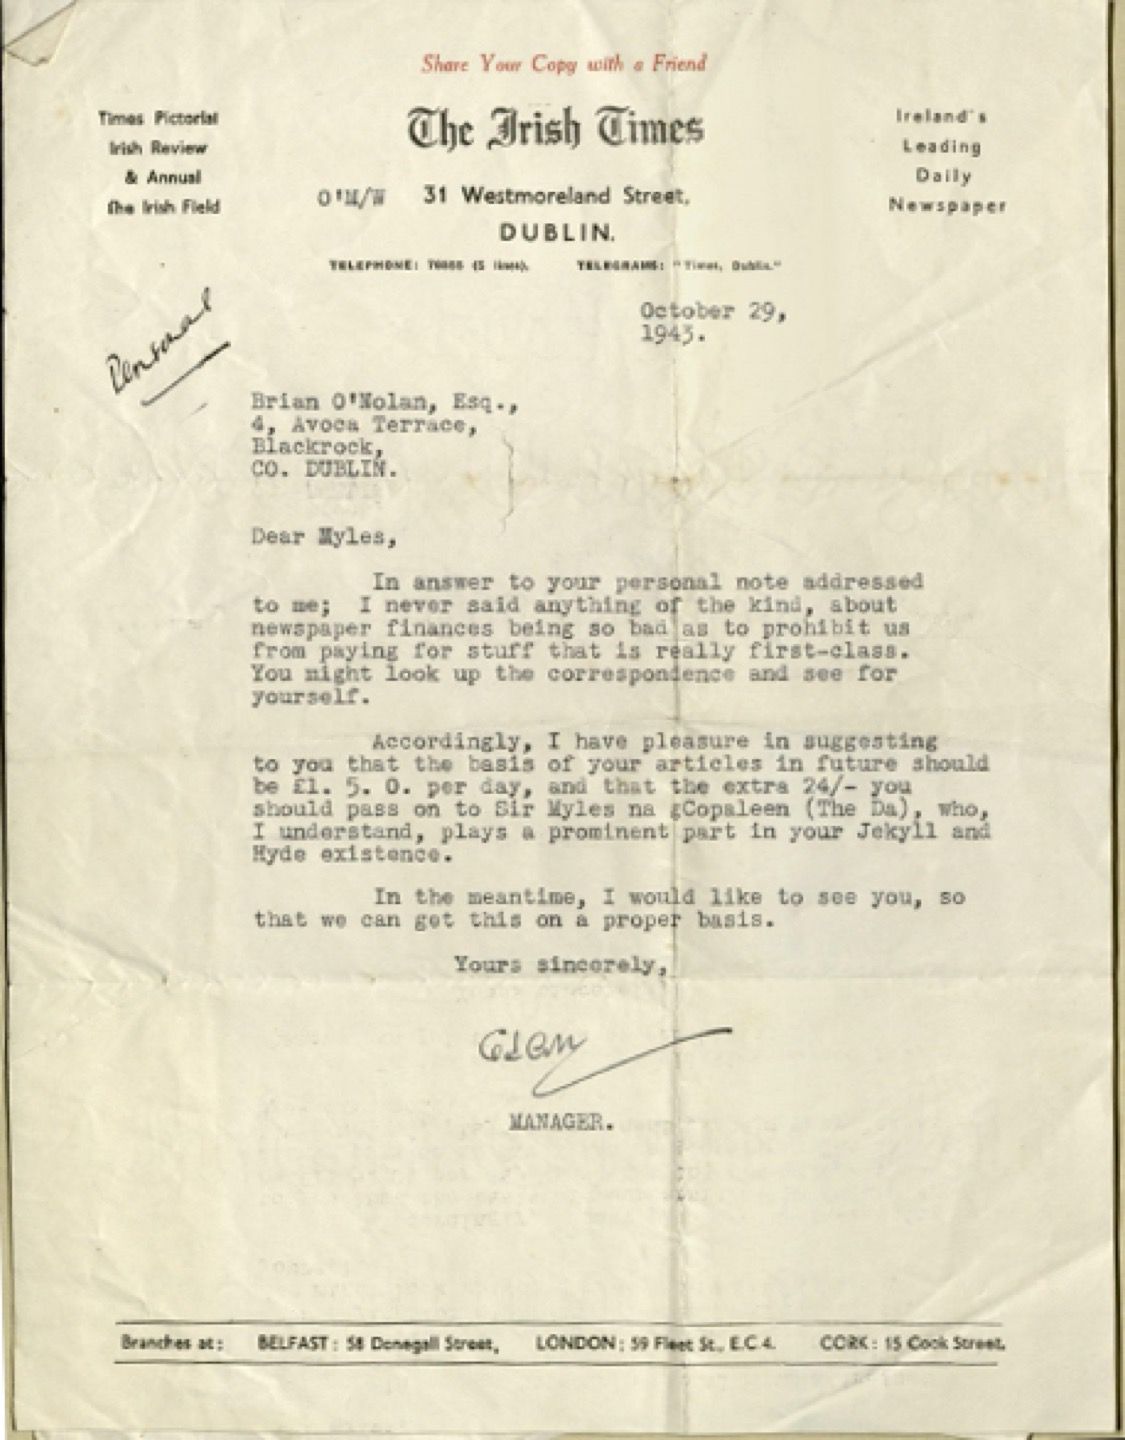 Share Your Copy with a Friend
Times Pictorial
Irish Review
& Annual
The Irish Field
The Irish Times
O'M/W 31 Westmoreland Street,
DUBLIN.
Ireland's
Leading
Daily
Newspaper
TELEPHONE: (5 lines). TELEGRAMS: "Times, Dublin."
October 29,
1943.
Personal
Brian O'Nolan, Esq.,
4, Avoca Terrace,
Blackrock,
CO. DUBLIN.
Dear Myles,
In answer to your personal note addressed
to me; I never said anything of the kind, about
newspaper finances being so bad as to prohibit us
from paying for stuff that is really first-class.
You might look up the correspondence and see for
yourself.
Accordingly, I have pleasure in suggesting
to you that the basis of your articles in future should
be £1. 5. 0. per day, and that the extra 24/- you
should pass on to Sir Myles na gCopaleen (The Da), who,
I understand, plays a prominent part in your Jekyll and
Hyde existence.
In the meantime, I would like to see you, so
that we can get this on a proper basis.
Yours sincerely,
MANAGER.
Branches at: BELFAST: 58 Donegall Street, LONDON: 59 Fleet St., E.C.4. CORK: 15 Cook Street.